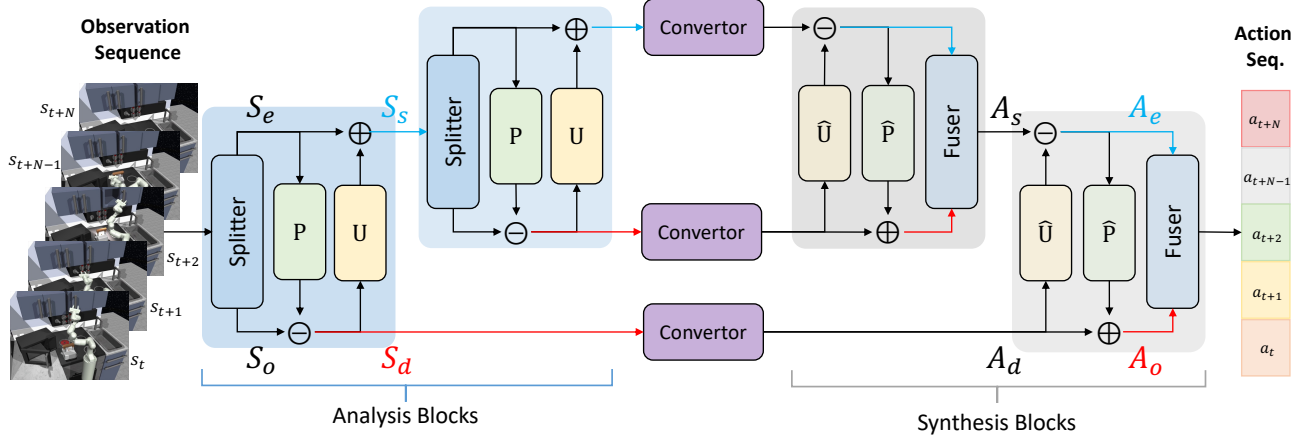 Observation
Sequence
s_{t+N}
s_{t+N−1}
s_{t+2}
s_{t+1}
s_t
Splitter
S_e
S_o
P
U
⊕
⊖
S_s
S_d
Splitter
P
U
⊕
⊖
Analysis Blocks
Convertor
Convertor
Convertor
⊖
Û
P̂
⊕
Fuser
A_s
A_d
⊖
Û
P̂
⊕
A_e
A_o
Fuser
Synthesis Blocks
Action
Seq.
a_{t+N}
a_{t+N−1}
a_{t+2}
a_{t+1}
a_t